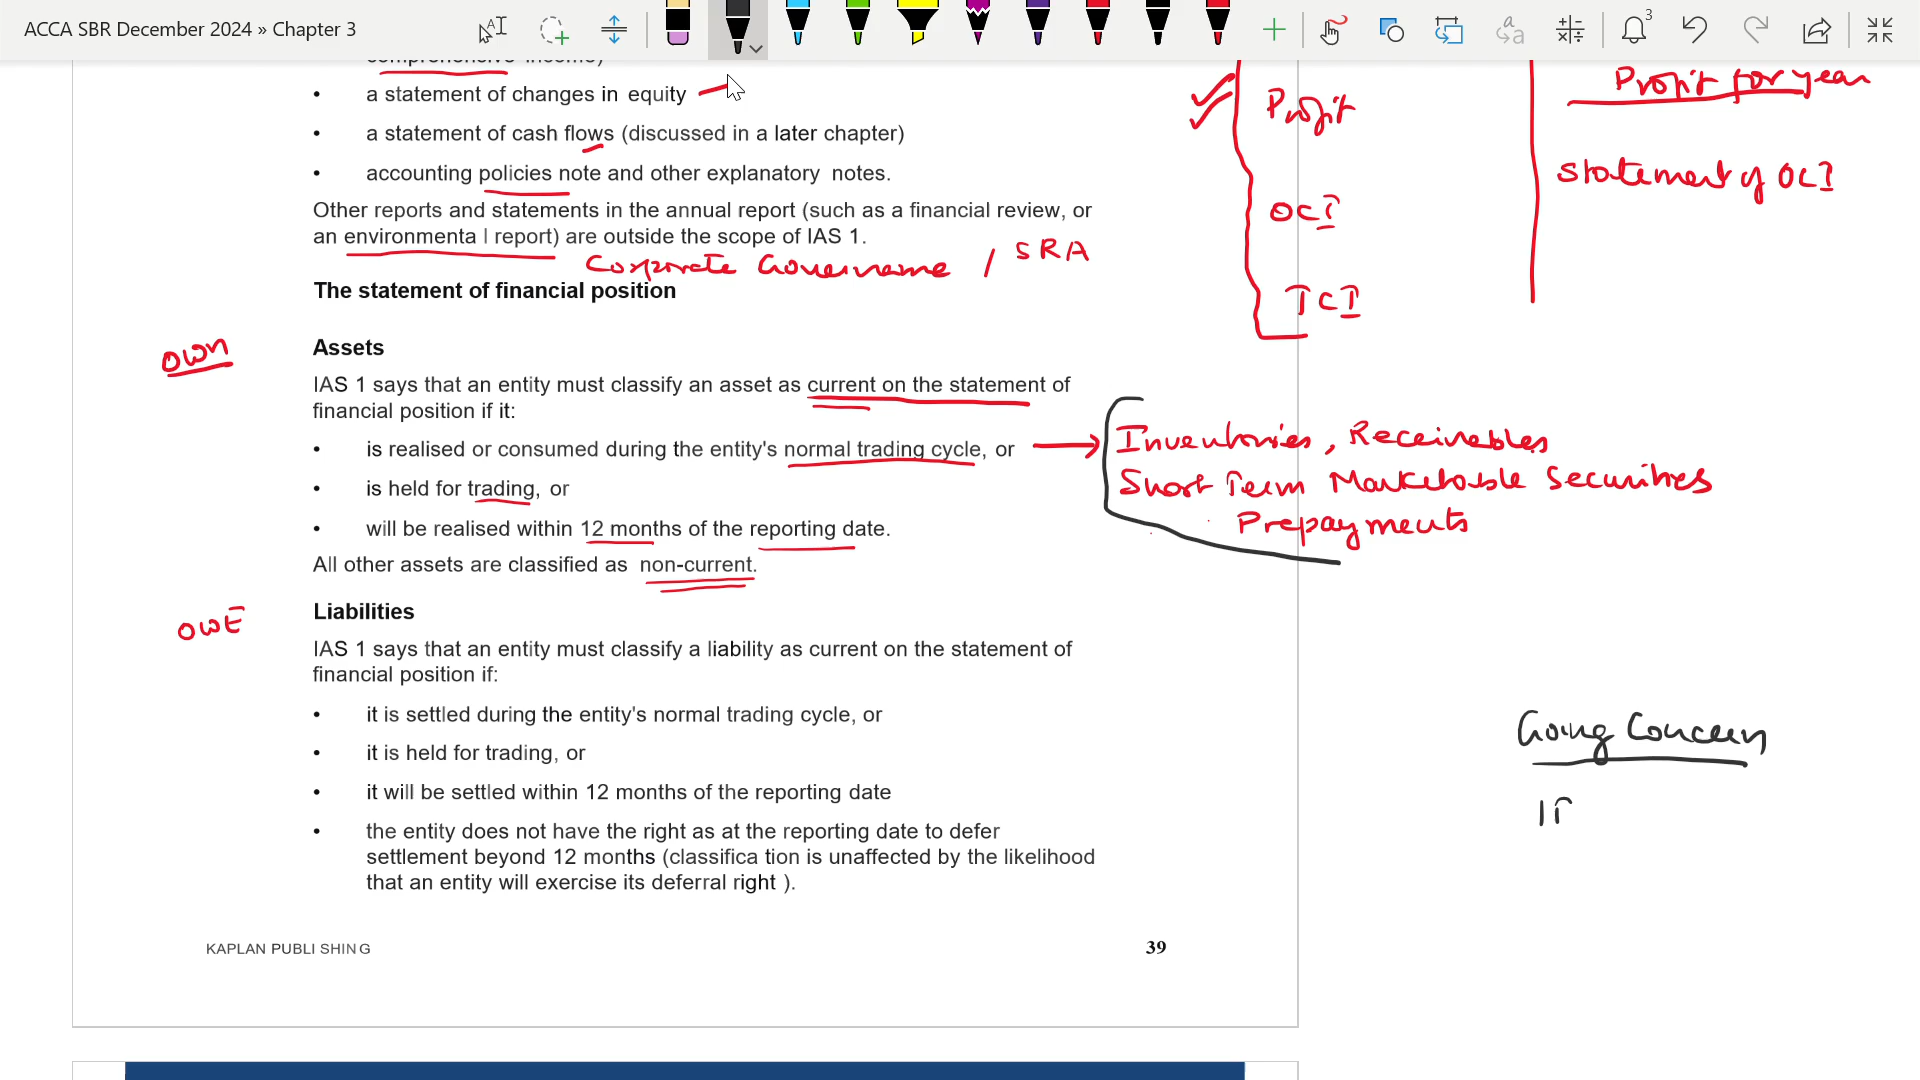 ACCA SBR December 2024 » Chapter 3
3
comprehensive income)
• a statement of changes in equity
• a statement of cash flows (discussed in a later chapter)
• accounting policies note and other explanatory notes.
Other reports and statements in the annual report (such as a financial review, or
an environmenta l report) are outside the scope of IAS 1.
Corporate Governance / SRA
The statement of financial position
Profit
OCI
TCI
Profit for year
Statement of OCI
OWN
Assets
IAS 1 says that an entity must classify an asset as current on the statement of
financial position if it:
• is realised or consumed during the entity's normal trading cycle, or
• is held for trading, or
• will be realised within 12 months of the reporting date.
All other assets are classified as non-current.
Inventories, Receivables
Short Term Marketable Securities
Prepayments
OWE
Liabilities
IAS 1 says that an entity must classify a liability as current on the statement of
financial position if:
• it is settled during the entity's normal trading cycle, or
• it is held for trading, or
• it will be settled within 12 months of the reporting date
• the entity does not have the right as at the reporting date to defer
settlement beyond 12 months (classifica tion is unaffected by the likelihood
that an entity will exercise its deferral right ).
Going Concern
KAPLAN PUBLI SHING
39